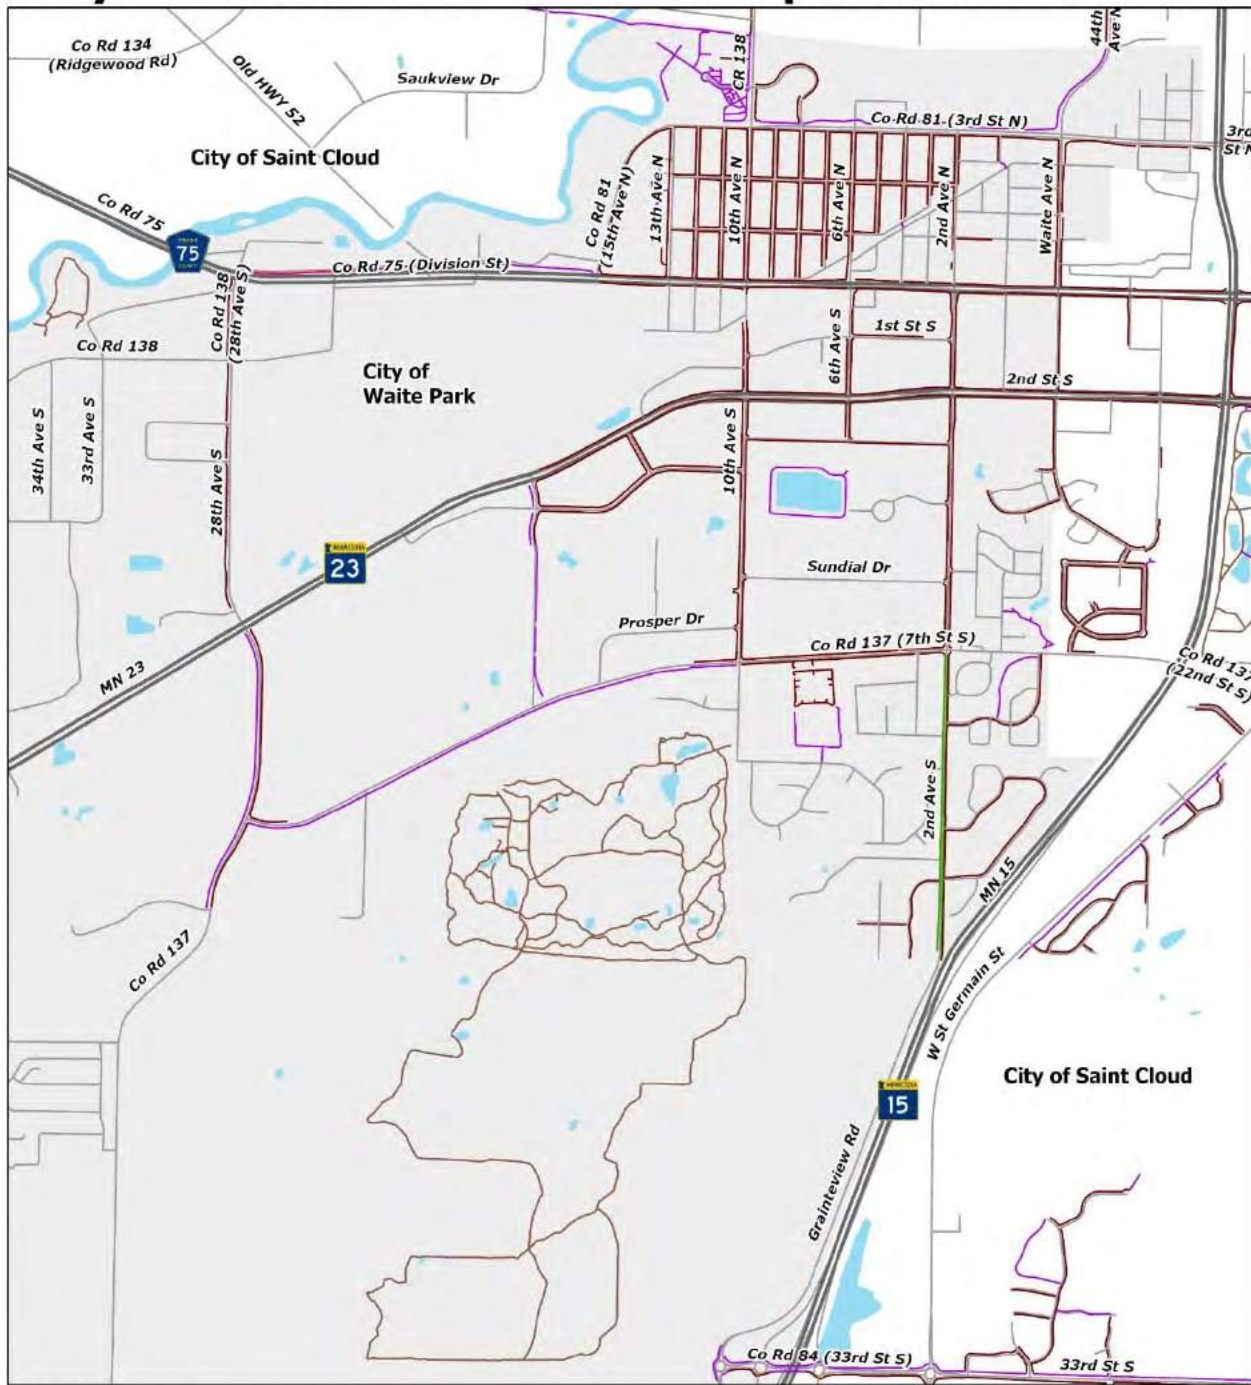 Co Rd 134
(Ridgewood Rd)
Old HWY 52
Saukview Dr
CR 138
44th
Ave N
Co Rd 81 (3rd St N)
3rd
St N
City of Saint Cloud
Co Rd 75
75
Co Rd 81
(15th Ave N)
13th Ave N
10th Ave N
6th Ave N
2nd Ave N
Waite Ave N
Co Rd 75 (Division St)
Co Rd 138
(28th Ave S)
Co Rd 138
1st St S
6th Ave S
City of
Waite Park
2nd St S
34th Ave S
33rd Ave S
28th Ave S
10th Ave S
MINNESOTA
23
Sundial Dr
Prosper Dr
Co Rd 137 (7th St S)
MN 23
Co Rd 137
(22nd St S)
2nd Ave S
MN 15
Co Rd 137
W St Germain St
City of Saint Cloud
MINNESOTA
15
Grainteview Rd
Co Rd 84 (33rd St S)
33rd St S